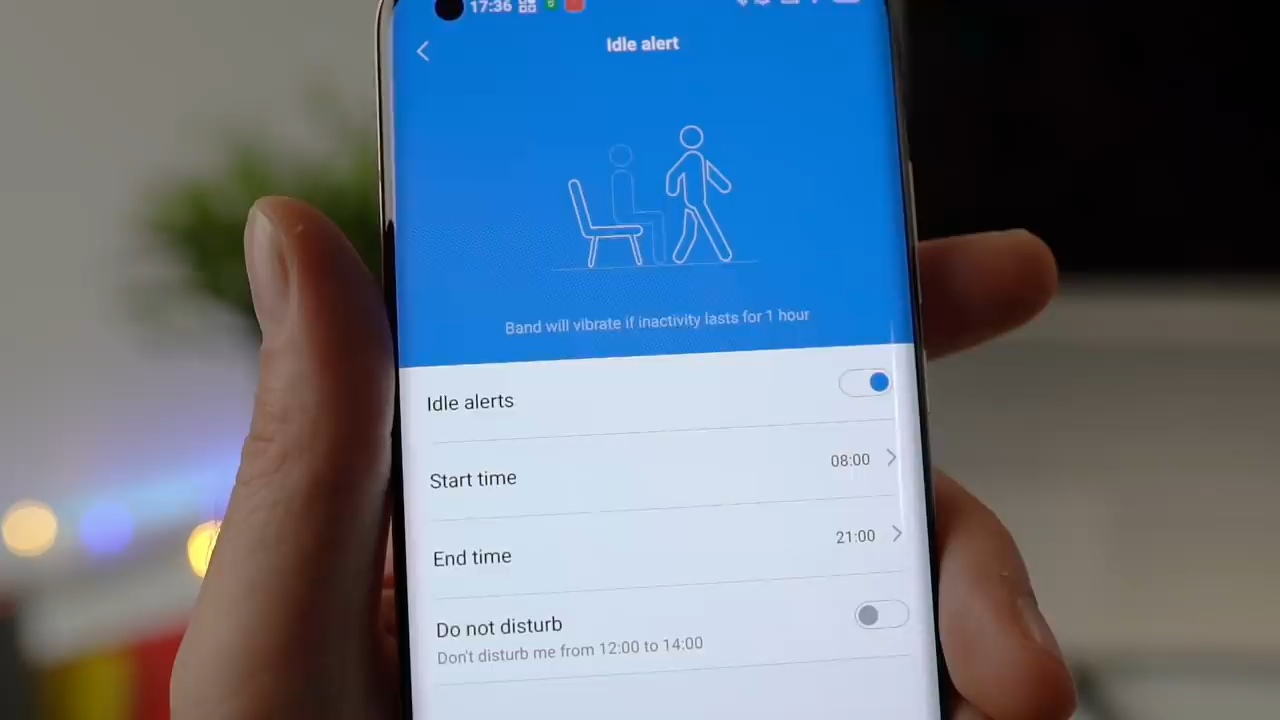 17:36
Idle alert
Band will vibrate if inactivity lasts for 1 hour
Idle alerts
Start time 08:00
End time 21:00
Do not disturb
Don't disturb me from 12:00 to 14:00